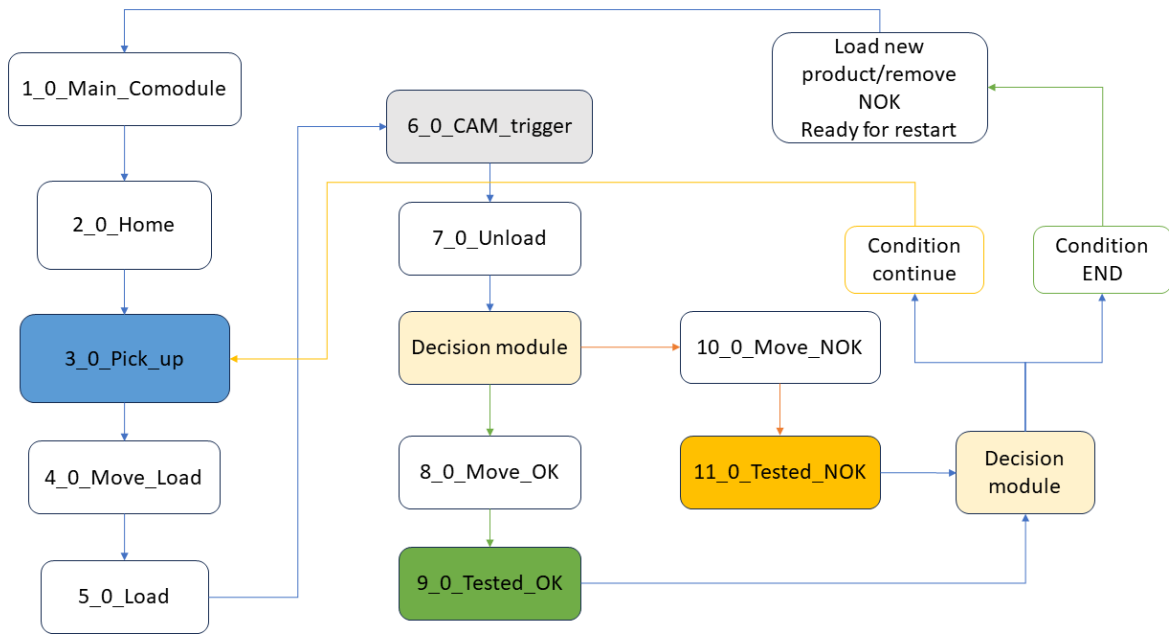 1_0_Main_Comodule
2_0_Home
3_0_Pick_up
4_0_Move_Load
5_0_Load
6_0_CAM_trigger
7_0_Unload
Decision module
8_0_Move_OK
9_0_Tested_OK
10_0_Move_NOK
11_0_Tested_NOK
Decision
module
Condition
continue
Condition
END
Load new
product/remove
NOK
Ready for restart